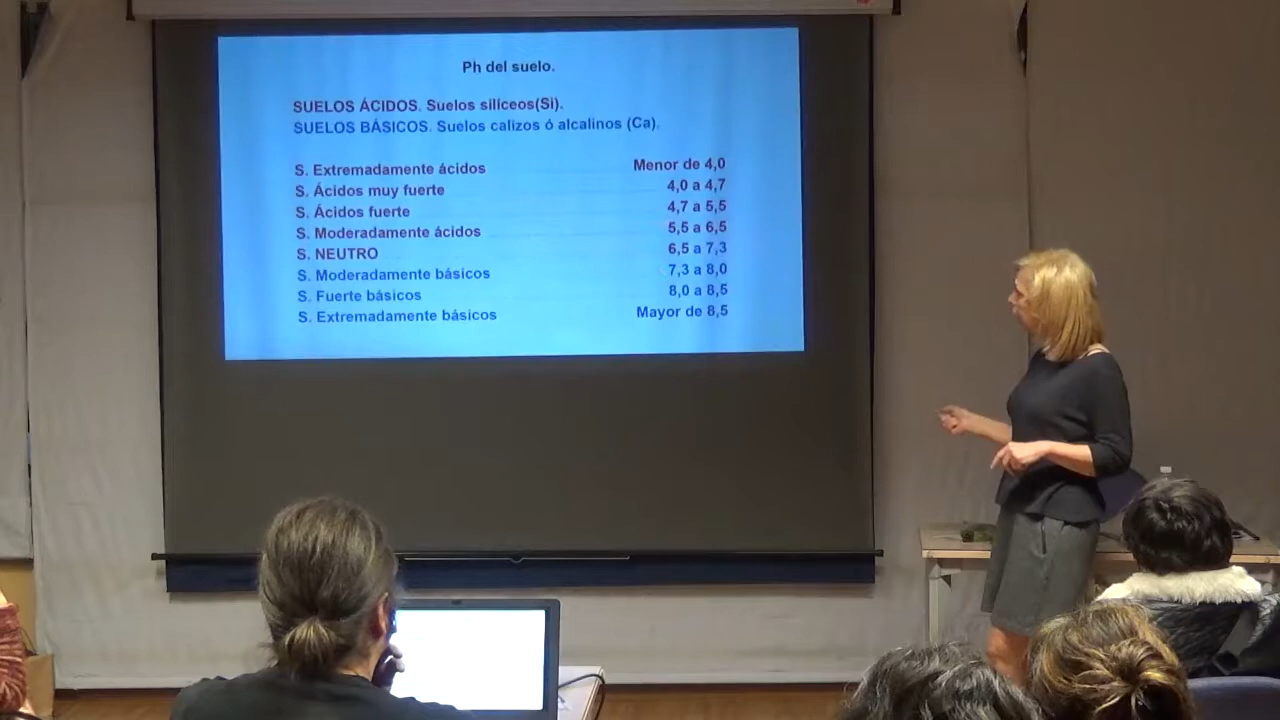 Ph del suelo.
SUELOS ÁCIDOS. Suelos silíceos(Si).
SUELOS BÁSICOS. Suelos calizos ó alcalinos (Ca).
S. Extremadamente ácidos Menor de 4,0
S. Ácidos muy fuerte 4,0 a 4,7
S. Ácidos fuerte 4,7 a 5,5
S. Moderadamente ácidos 5,5 a 6,5
S. NEUTRO 6,5 a 7,3
S. Moderadamente básicos 7,3 a 8,0
S. Fuerte básicos 8,0 a 8,5
S. Extremadamente básicos Mayor de 8,5